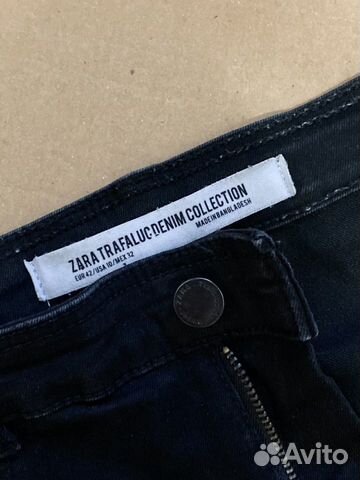 ZARA TRAFALUC DENIM COLLECTION
EUR 42 / USA 10 / MEX 32
MADE IN BANGLADESH
Avito